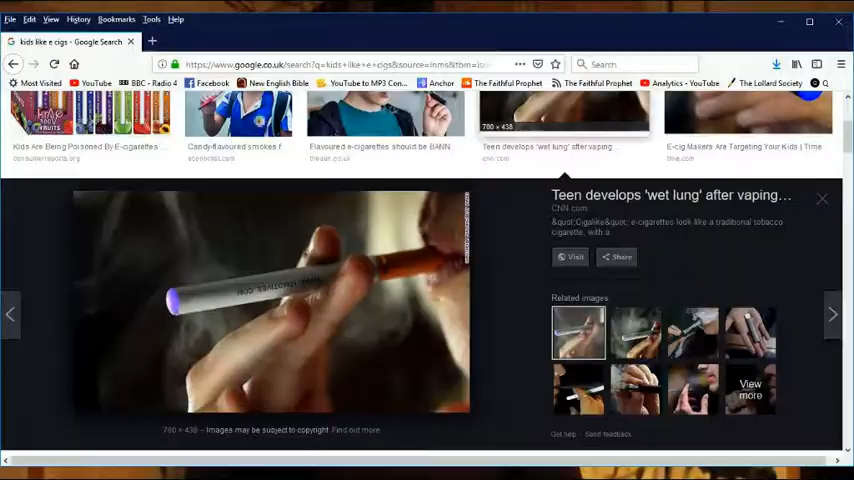 File Edit View History Bookmarks Tools Help
kids like e cigs - Google Search
https://www.google.co.uk/search?q=kids+like+e+cigs&source=lnms&tbm=isc
Search
Most Visited YouTube BBC - Radio 4 Facebook New English Bible YouTube to MP3 Con... Anchor The Faithful Prophet The Faithful Prophet Analytics - YouTube The Lollard Society
100
FRUITS
780 × 438
Kids Are Being Poisoned By E-cigarettes ... Candy-flavoured smokes f Flavoured e-cigarettes should be BANN Teen develops 'wet lung' after vaping... E-cig Makers Are Targeting Your Kids | Time
consumerreports.org economist.com thesun.co.uk cnn.com time.com
Teen develops 'wet lung' after vaping...
CNN.com
&quot;Cigalike&quot; e-cigarettes look like a traditional tobacco
cigarette, with a
Visit Share
Related images:
View
more
780 × 438 - Images may be subject to copyright. Find out more
Get help - Send feedback